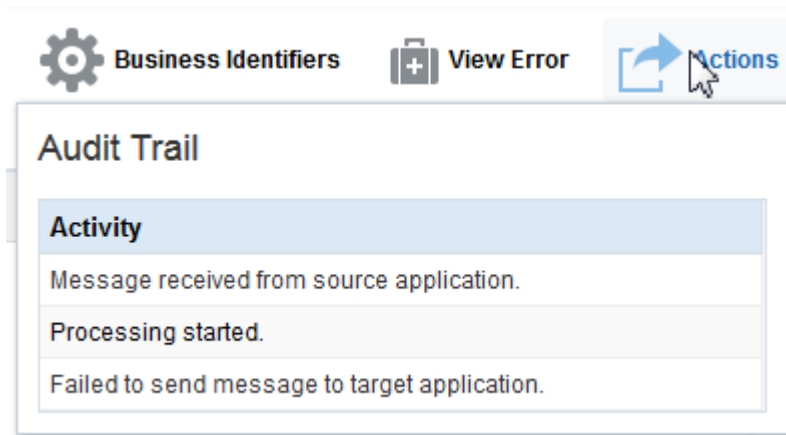 Business Identifiers View Error Actions
Audit Trail
Activity
Message received from source application.
Processing started.
Failed to send message to target application.